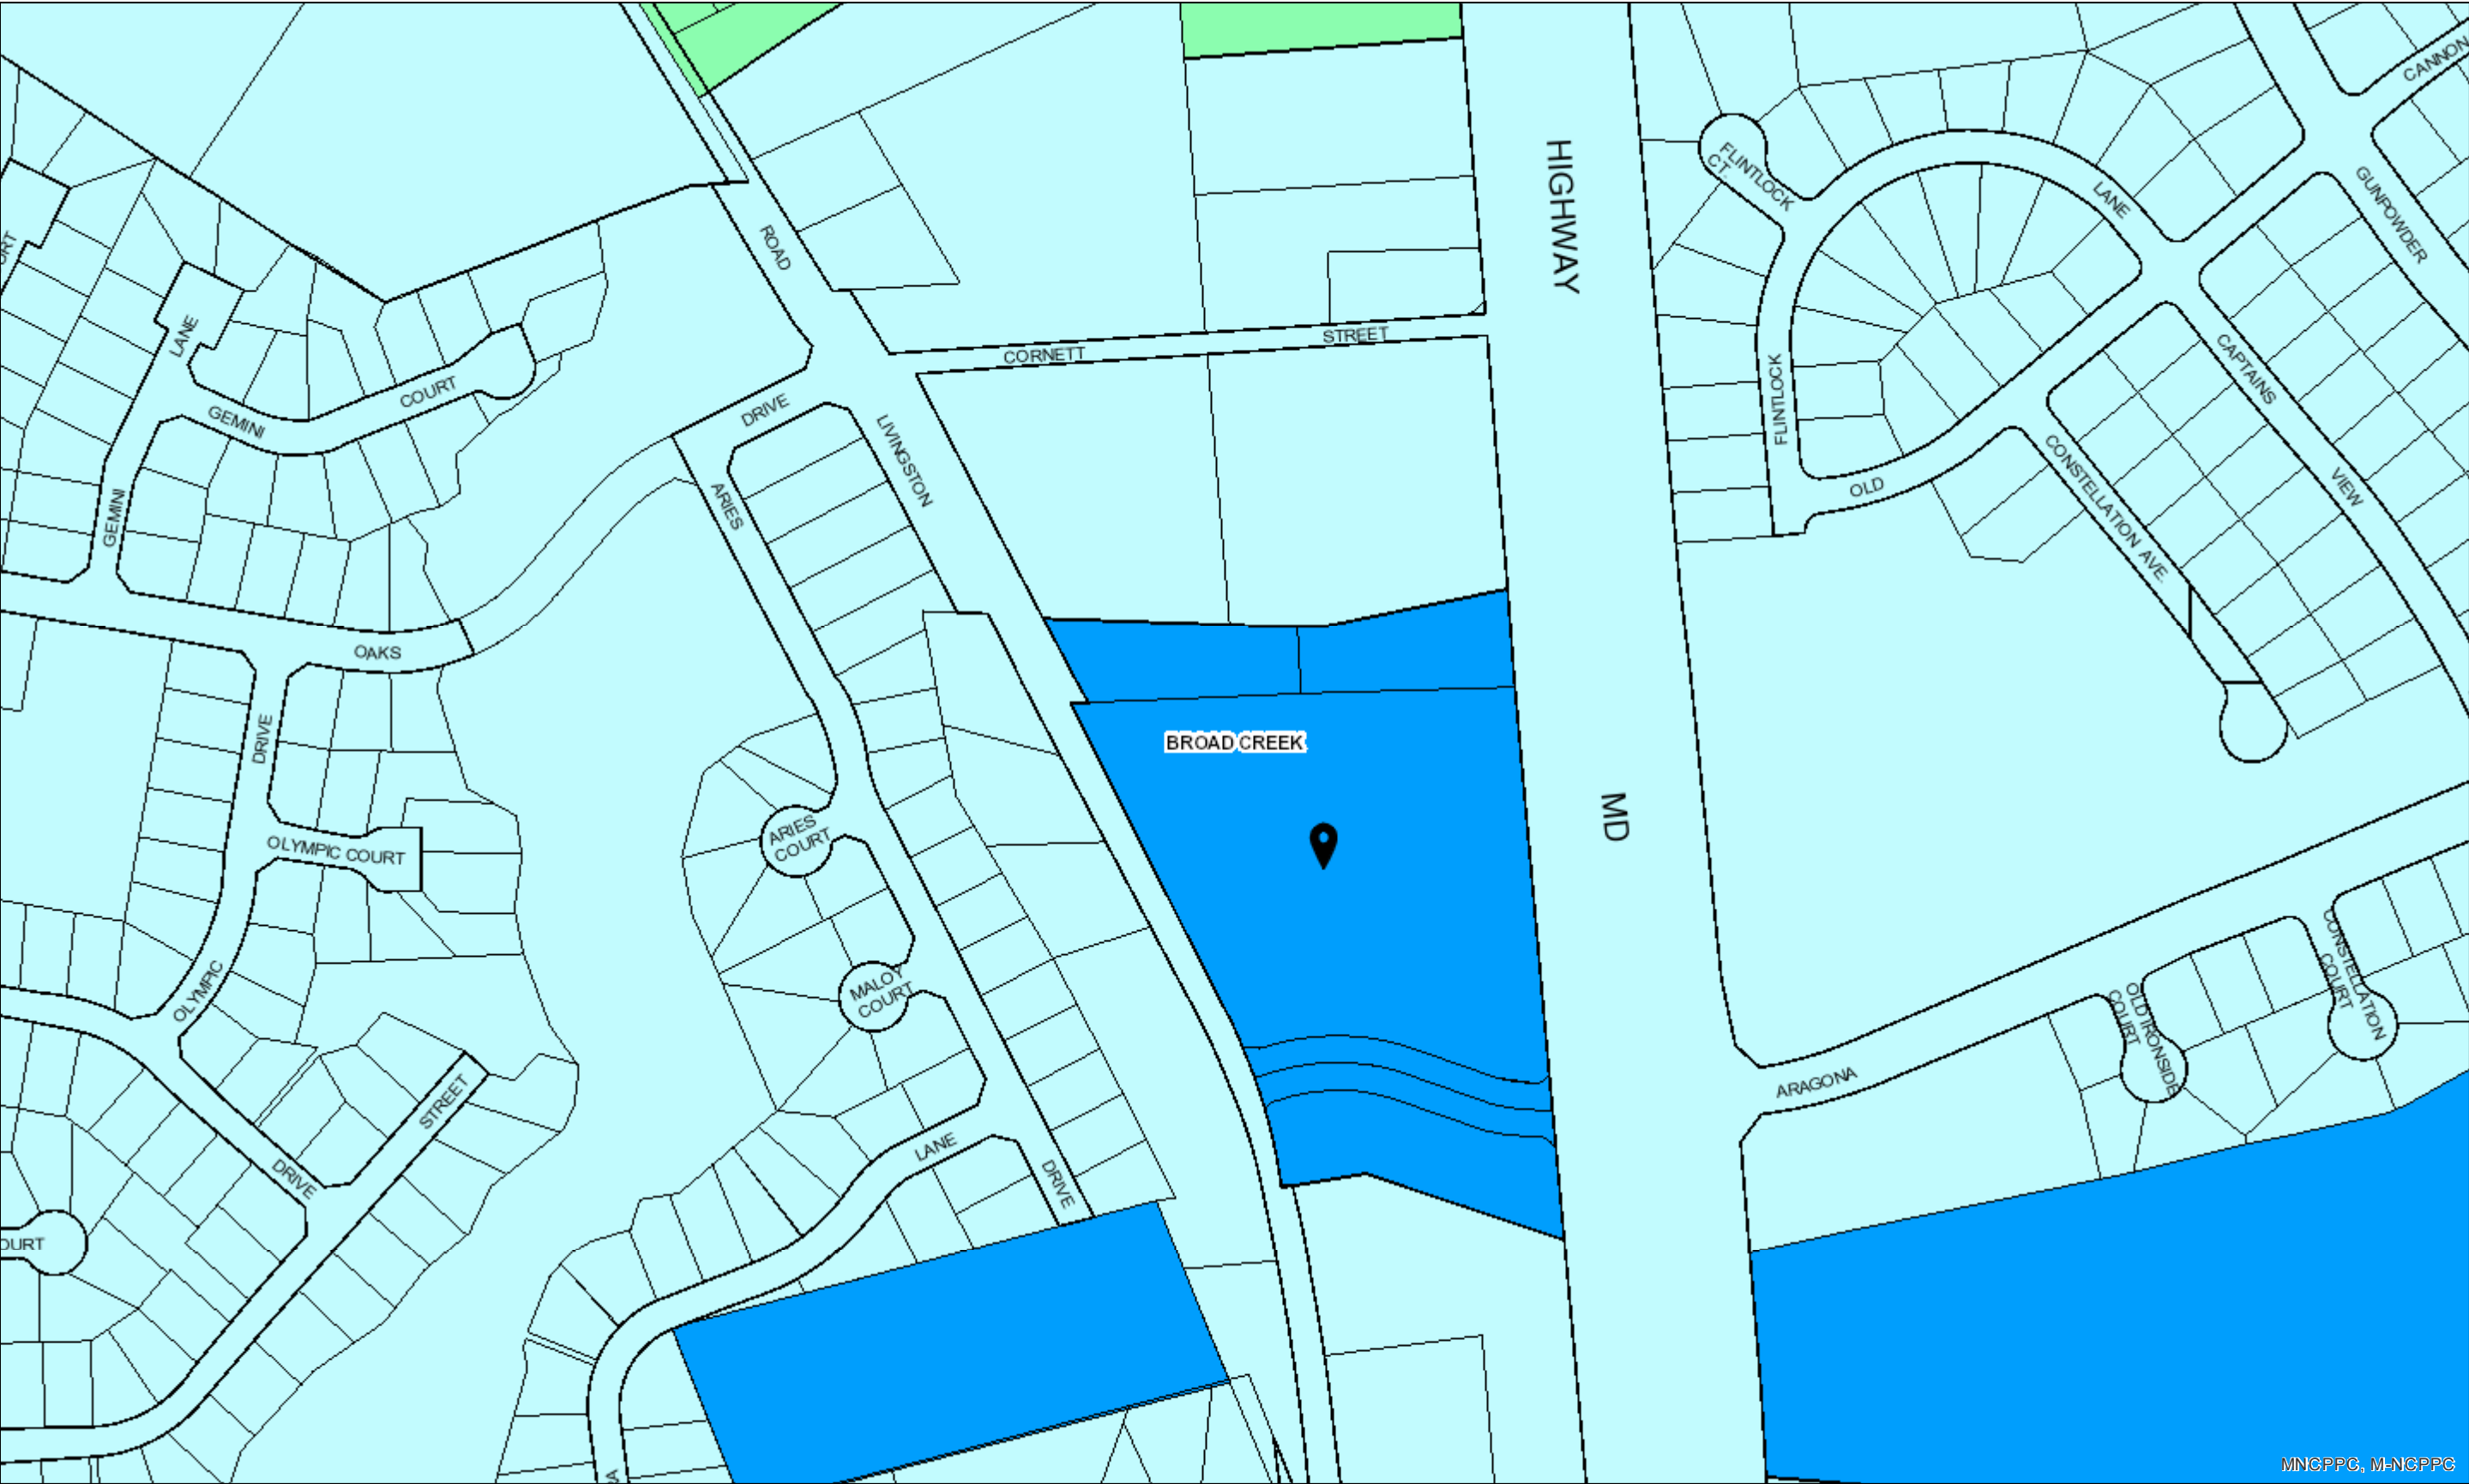 CANNON
HIGHWAY
FLINTLOCK
CT.
LANE
GUNPOWDER
ROAD
LANE
STREET
CORNETT
COURT
GEMINI
DRIVE
LIVINGSTON
FLINTLOCK
CAPTAINS
GEMINI
ARIES
OLD
CONSTELLATION AVE.
VIEW
OAKS
DRIVE
BROAD CREEK
MD
ARIES
COURT
OLYMPIC COURT
OLYMPIC
MALOY
COURT
CONSTELLATION
COURT
OLD IRONSIDE
COURT
ARAGONA
STREET
LANE
DRIVE
DRIVE
OURT
MNCPPC, M-NCPPC